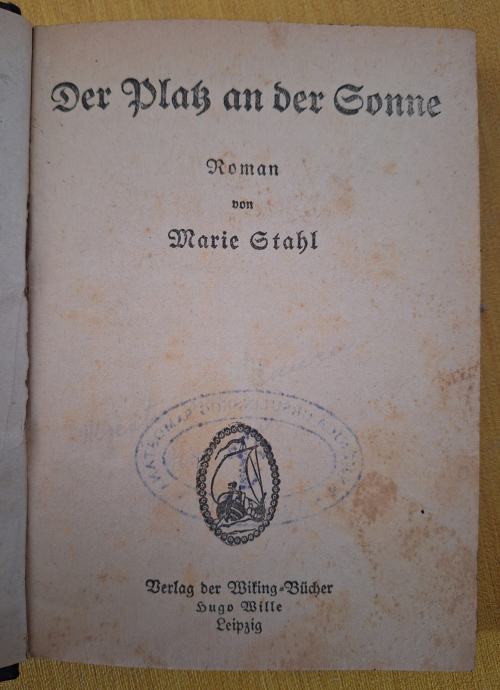 Der Platz an der Sonne
Roman
von
Marie Stahl
Verlag der Wiking-Bücher
Hugo Wille
Leipzig